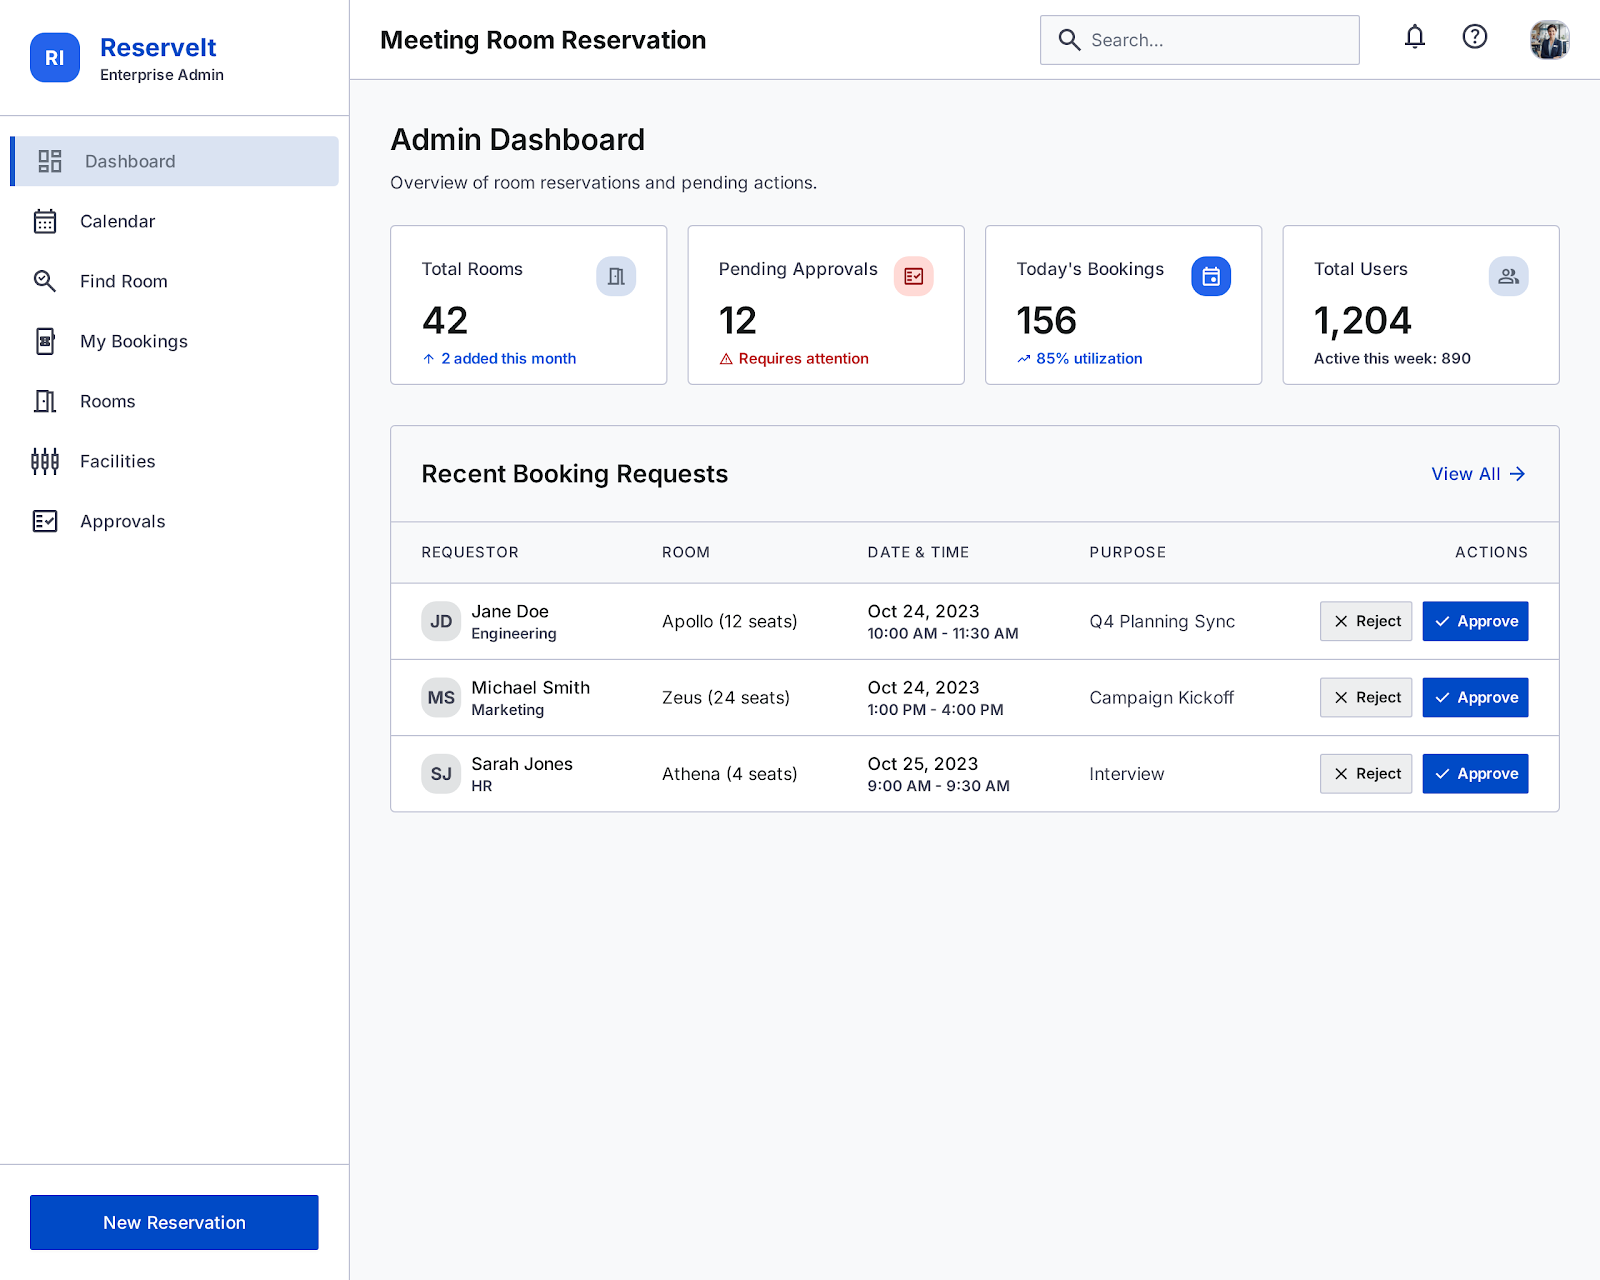 RI
ReserveIt
Enterprise Admin
Dashboard
Calendar
Find Room
My Bookings
Rooms
Facilities
Approvals
New Reservation
Meeting Room Reservation
Search...
Admin Dashboard
Overview of room reservations and pending actions.
Total Rooms
42
2 added this month
Pending Approvals
12
Requires attention
Today's Bookings
156
85% utilization
Total Users
1,204
Active this week: 890
Recent Booking Requests
View All
REQUESTOR ROOM DATE & TIME PURPOSE ACTIONS
JD
Jane Doe
Engineering
Apollo (12 seats)
Oct 24, 2023
10:00 AM - 11:30 AM
Q4 Planning Sync
Reject
Approve
MS
Michael Smith
Marketing
Zeus (24 seats)
Oct 24, 2023
1:00 PM - 4:00 PM
Campaign Kickoff
Reject
Approve
SJ
Sarah Jones
HR
Athena (4 seats)
Oct 25, 2023
9:00 AM - 9:30 AM
Interview
Reject
Approve